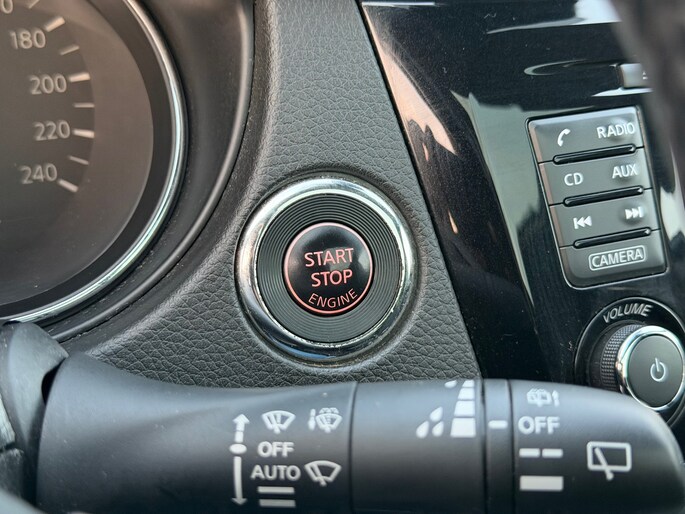 180
200
220
240
START
STOP
ENGINE
RADIO
CD AUX
CAMERA
VOLUME
OFF
AUTO
OFF